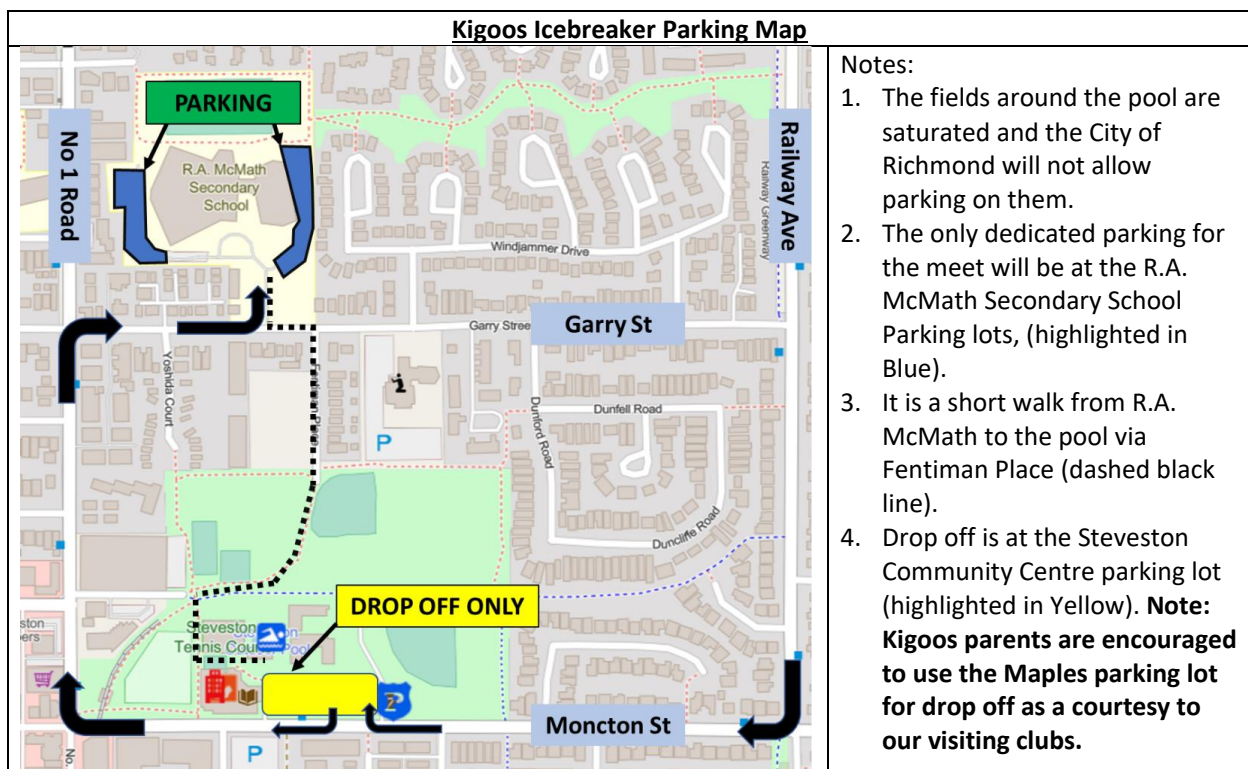 Kigoos Icebreaker Parking Map
PARKING
No 1 Road
R.A. McMath
Secondary
School
Railway Ave
Railway Greenway
Windjammer Drive
Garry Street
Garry St
Yoshida Court
Dunfell Road
Dunford Road
P
Duncliffe Road
DROP OFF ONLY
Steveston
Tennis Cou
Pool
Moncton St
P
No.
Notes:
1. The fields around the pool are
saturated and the City of
Richmond will not allow
parking on them.
2. The only dedicated parking for
the meet will be at the R.A.
McMath Secondary School
Parking lots, (highlighted in
Blue).
3. It is a short walk from R.A.
McMath to the pool via
Fentiman Place (dashed black
line).
4. Drop off is at the Steveston
Community Centre parking lot
(highlighted in Yellow). Note:
Kigoos parents are encouraged
to use the Maples parking lot
for drop off as a courtesy to
our visiting clubs.